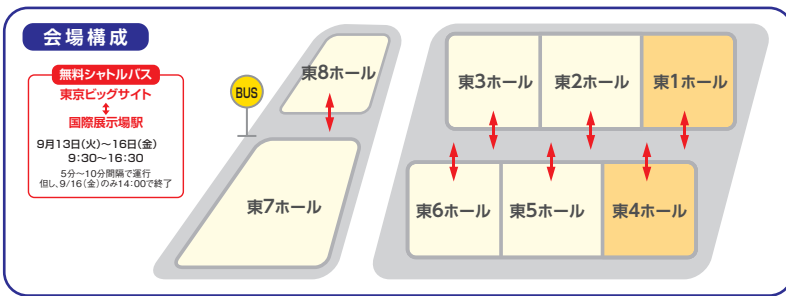 会場構成
無料シャトルバス
東京ビッグサイト
国際展示場駅
9月13日(火)～16日(金)
9:30～16:30
5分～10分間隔で運行
但し、9/16(金)のみ14:00で終了
BUS
東8ホール
東7ホール
東3ホール
東2ホール
東1ホール
東6ホール
東5ホール
東4ホール